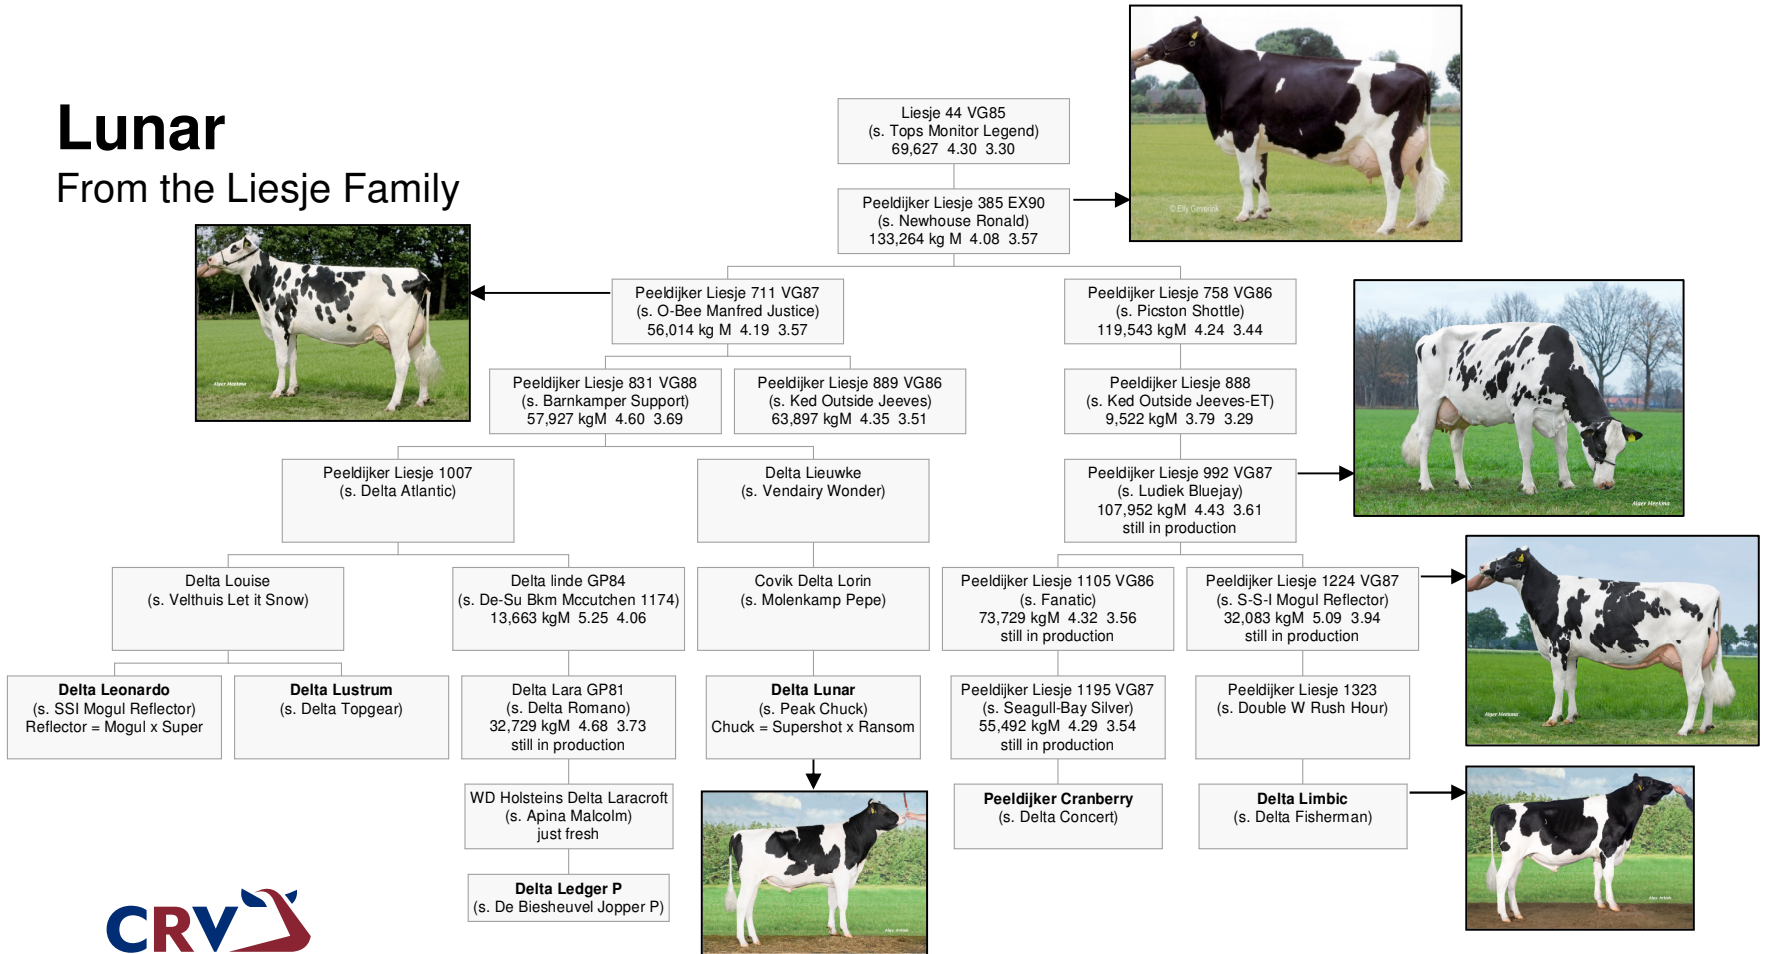 Lunar
From the Liesje Family
Liesje 44 VG85
(s. Tops Monitor Legend)
69,627 4.30 3.30
Peeldijker Liesje 385 EX90
(s. Newhouse Ronald)
133,264 kg M 4.08 3.57
© Elly Geverink
Peeldijker Liesje 711 VG87
(s. O-Bee Manfred Justice)
56,014 kg M 4.19 3.57
Peeldijker Liesje 758 VG86
(s. Picston Shottle)
119,543 kgM 4.24 3.44
Alger Meekma
Peeldijker Liesje 831 VG88
(s. Barnkamper Support)
57,927 kgM 4.60 3.69
Peeldijker Liesje 889 VG86
(s. Ked Outside Jeeves)
63,897 kgM 4.35 3.51
Peeldijker Liesje 888
(s. Ked Outside Jeeves-ET)
9,522 kgM 3.79 3.29
Peeldijker Liesje 1007
(s. Delta Atlantic)
Delta Lieuwke
(s. Vendairy Wonder)
Peeldijker Liesje 992 VG87
(s. Ludiek Bluejay)
107,952 kgM 4.43 3.61
still in production
Alger Meekma
Delta Louise
(s. Velthuis Let it Snow)
Delta linde GP84
(s. De-Su Bkm Mccutchen 1174)
13,663 kgM 5.25 4.06
Covik Delta Lorin
(s. Molenkamp Pepe)
Peeldijker Liesje 1105 VG86
(s. Fanatic)
73,729 kgM 4.32 3.56
still in production
Peeldijker Liesje 1224 VG87
(s. S-S-I Mogul Reflector)
32,083 kgM 5.09 3.94
still in production
Alger Meekma
Delta Leonardo
(s. SSI Mogul Reflector)
Reflector = Mogul x Super
Delta Lustrum
(s. Delta Topgear)
Delta Lara GP81
(s. Delta Romano)
32,729 kgM 4.68 3.73
still in production
Delta Lunar
(s. Peak Chuck)
Chuck = Supershot x Ransom
Peeldijker Liesje 1195 VG87
(s. Seagull-Bay Silver)
55,492 kgM 4.29 3.54
still in production
Peeldijker Liesje 1323
(s. Double W Rush Hour)
WD Holsteins Delta Laracroft
(s. Apina Malcolm)
just fresh
Peeldijker Cranberry
(s. Delta Concert)
Delta Limbic
(s. Delta Fisherman)
Delta Ledger P
(s. De Biesheuvel Jopper P)
CRV